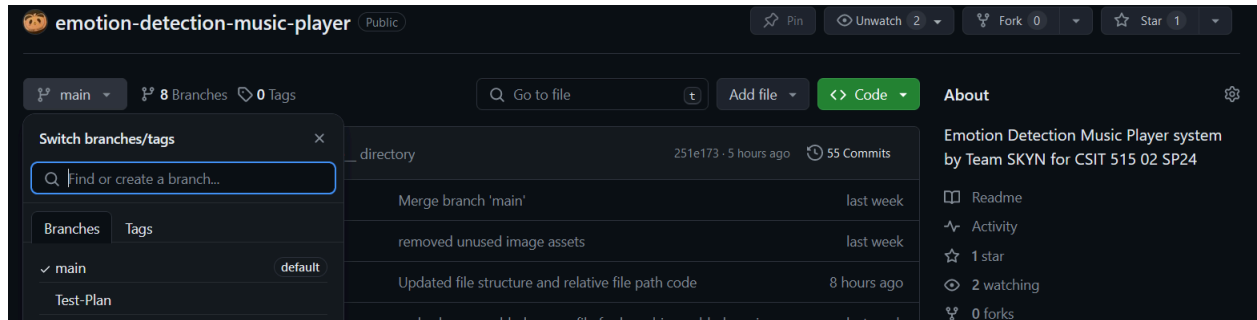 emotion-detection-music-player Public
Pin
Unwatch 2
Fork 0
Star 1
main
8 Branches
0 Tags
Go to file t
Add file
<> Code
About
Switch branches/tags
Find or create a branch...
Branches
Tags
main default
Test-Plan
directory
251e173 · 5 hours ago
55 Commits
Merge branch 'main'
last week
removed unused image assets
last week
Updated file structure and relative file path code
8 hours ago
Emotion Detection Music Player system
by Team SKYN for CSIT 515 02 SP24
Readme
Activity
1 star
2 watching
0 forks